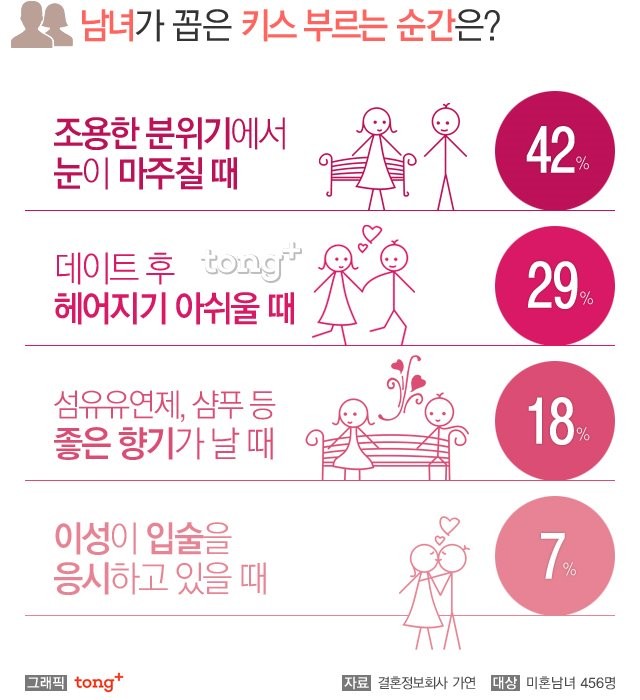 남녀가 꼽은 키스 부르는 순간은?
조용한 분위기에서
눈이 마주칠 때
42%
데이트 후
헤어지기 아쉬울 때
29%
tong+
섬유유연제, 샴푸 등
좋은 향기가 날 때
18%
이성이 입술을
응시하고 있을 때
7%
그래픽 tong+
자료 결혼정보회사 가연 대상 미혼남녀 456명